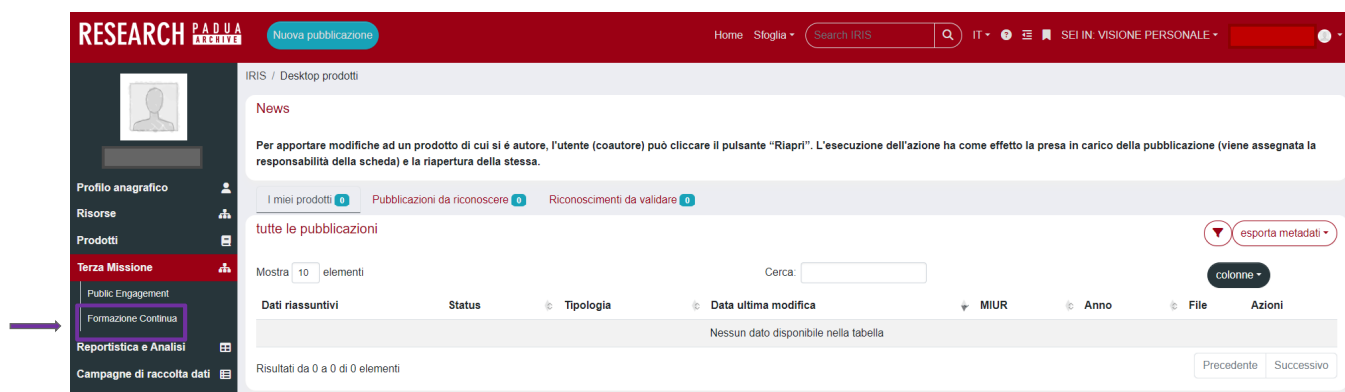 RESEARCH PADUA ARCHIVE
Nuova pubblicazione
Home Sfoglia Search IRIS IT SEI IN: VISIONE PERSONALE
IRIS / Desktop prodotti
News
Per apportare modifiche ad un prodotto di cui si é autore, l'utente (coautore) può cliccare il pulsante “Riapri”. L'esecuzione dell'azione ha come effetto la presa in carico della pubblicazione (viene assegnata la
responsabilità della scheda) e la riapertura della stessa.
Profilo anagrafico
Risorse
Prodotti
Terza Missione
Public Engagement
Formazione Continua
Reportistica e Analisi
Campagne di raccolta dati
I miei prodotti 0 Pubblicazioni da riconoscere 0 Riconoscimenti da validare 0
tutte le pubblicazioni
esporta metadati
Mostra 10 elementi Cerca: colonne
Dati riassuntivi Status Tipologia Data ultima modifica MIUR Anno File Azioni
Nessun dato disponibile nella tabella
Risultati da 0 a 0 di 0 elementi
Precedente Successivo